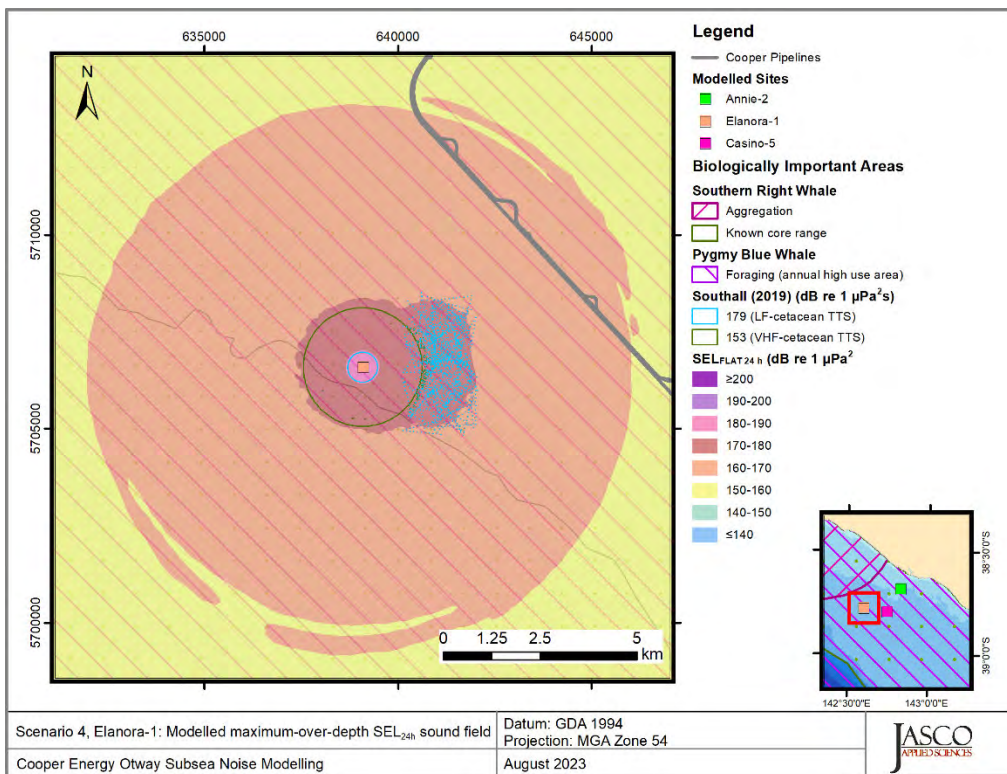 635000 640000 645000
N
5710000
5705000
5700000
0 1.25 2.5 5
km
Legend
Cooper Pipelines
Modelled Sites
Annie-2
Elanora-1
Casino-5
Biologically Important Areas
Southern Right Whale
Aggregation
Known core range
Pygmy Blue Whale
Foraging (annual high use area)
Southall (2019) (dB re 1 µPa²s)
179 (LF-cetacean TTS)
153 (VHF-cetacean TTS)
SELFLAT 24 h (dB re 1 µPa²
≥200
190-200
180-190
170-180
160-170
150-160
140-150
≤140
38°30'0"S
39°0'0"S
142°30'0"E 143°0'0"E
Scenario 4, Elanora-1: Modelled maximum-over-depth SEL24h sound field
Cooper Energy Otway Subsea Noise Modelling
Datum: GDA 1994
Projection: MGA Zone 54
August 2023
JASCO
APPLIED SCIENCES